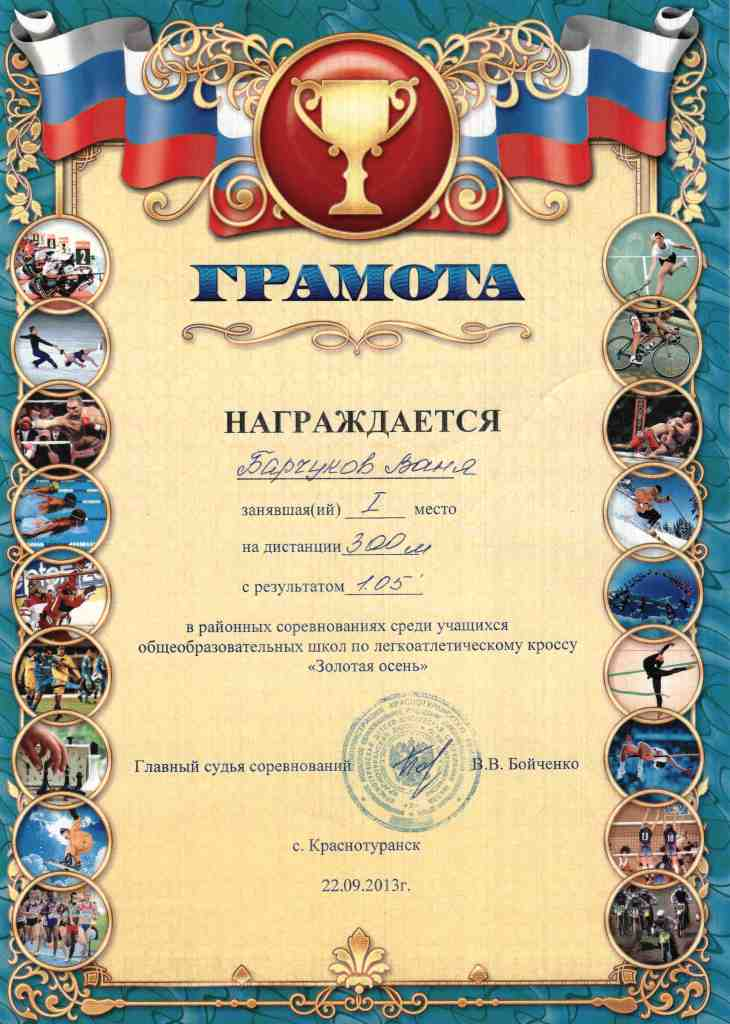 ГРАМОТА
НАГРАЖДАЕТСЯ
Барчуков Ваня
занявшая(ий) I место
на дистанции 300 м
с результатом 1.05'
в районных соревнованиях среди учащихся
общеобразовательных школ по легкоатлетическому кроссу
«Золотая осень»
Главный судья соревнований В.В. Бойченко
с. Краснотуранск
22.09.2013г.